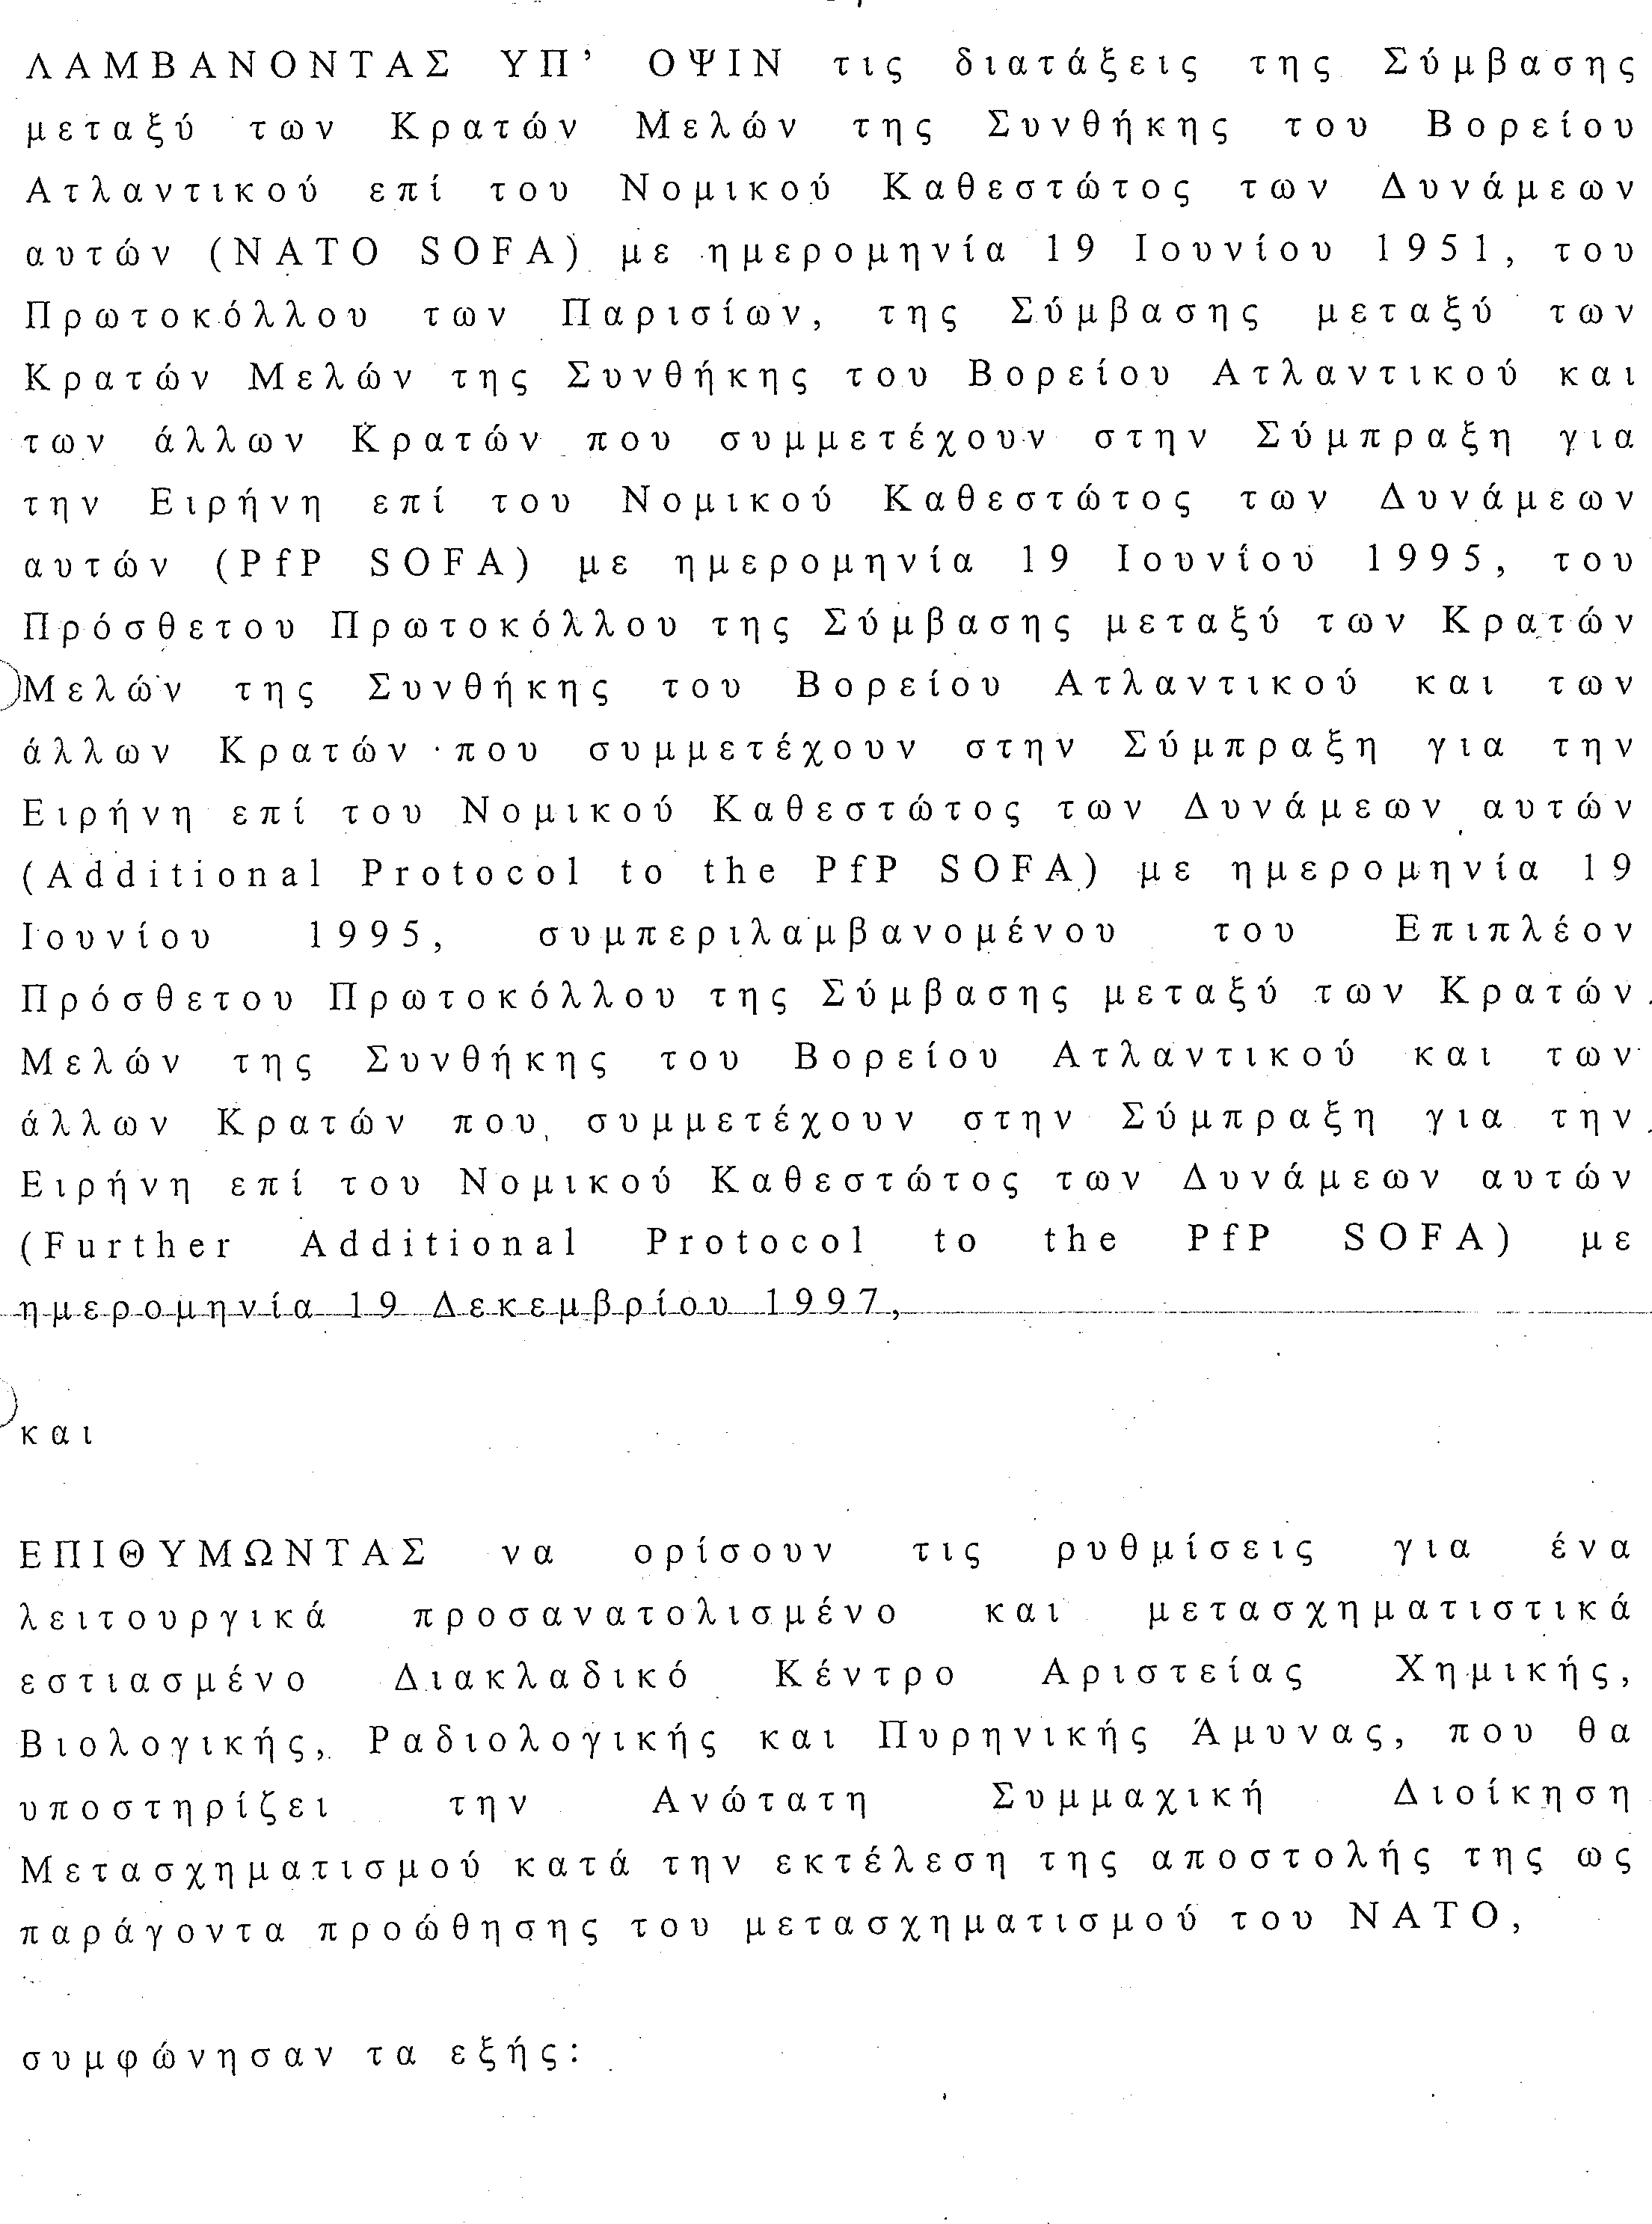 ΛΑΜΒΑΝΟΝΤΑΣ ΥΠ’ ΟΨΙΝ τις διατάξεις της Σύμβασης
μεταξύ των Κρατών Μελών της Συνθήκης του Βορείου
Ατλαντικού επί του Νομικού Καθεστώτος των Δυνάμεων
αυτών (NATO SOFA) με ημερομηνία 19 Ιουνίου 1951, του
Πρωτοκόλλου των Παρισίων, της Σύμβασης μεταξύ των
Κρατών Μελών της Συνθήκης του Βορείου Ατλαντικού και
των άλλων Κρατών που συμμετέχουν στην Σύμπραξη για
την Ειρήνη επί του Νομικού Καθεστώτος των Δυνάμεων
αυτών (PfP SOFA) με ημερομηνία 19 Ιουνίου 1995, του
Πρόσθετου Πρωτοκόλλου της Σύμβασης μεταξύ των Κρατών
Μελών της Συνθήκης του Βορείου Ατλαντικού και των
άλλων Κρατών που συμμετέχουν στην Σύμπραξη για την
Ειρήνη επί του Νομικού Καθεστώτος των Δυνάμεων αυτών
(Additional Protocol to the PfP SOFA) με ημερομηνία 19
Ιουνίου 1995, συμπεριλαμβανομένου του Επιπλέον
Πρόσθετου Πρωτοκόλλου της Σύμβασης μεταξύ των Κρατών
Μελών της Συνθήκης του Βορείου Ατλαντικού και των
άλλων Κρατών που συμμετέχουν στην Σύμπραξη για την
Ειρήνη επί του Νομικού Καθεστώτος των Δυνάμεων αυτών
(Further Additional Protocol to the PfP SOFA) με
ημερομηνία 19 Δεκεμβρίου 1997,
και
ΕΠΙΘΥΜΩΝΤΑΣ να ορίσουν τις ρυθμίσεις για ένα
λειτουργικά προσανατολισμένο και μετασχηματιστικά
εστιασμένο Διακλαδικό Κέντρο Αριστείας Χημικής,
Βιολογικής, Ραδιολογικής και Πυρηνικής Άμυνας, που θα
υποστηρίζει την Ανώτατη Συμμαχική Διοίκηση
Μετασχηματισμού κατά την εκτέλεση της αποστολής της ως
παράγοντα προώθησης του μετασχηματισμού του ΝΑΤΟ,
συμφώνησαν τα εξής: